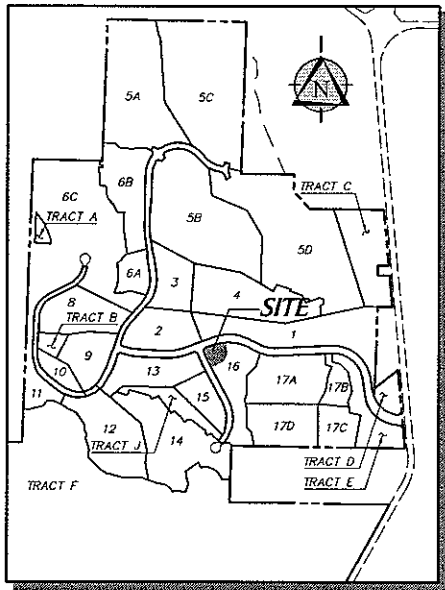 5A
5C
N
6B
6C
TRACT A
TRACT C
5B
5D
6A
3
4
SITE
8
TRACT B
2
1
9
10
13
16
17A
17B
11
15
12
14
17D
17C
TRACT J
TRACT D
TRACT E
TRACT F